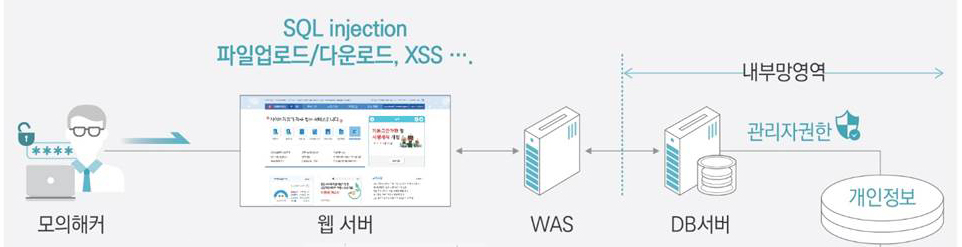 SQL injection
파일업로드/다운로드, XSS ….
내부망영역
관리자권한
****
개인정보
모의해커
웹 서버
WAS
DB서버